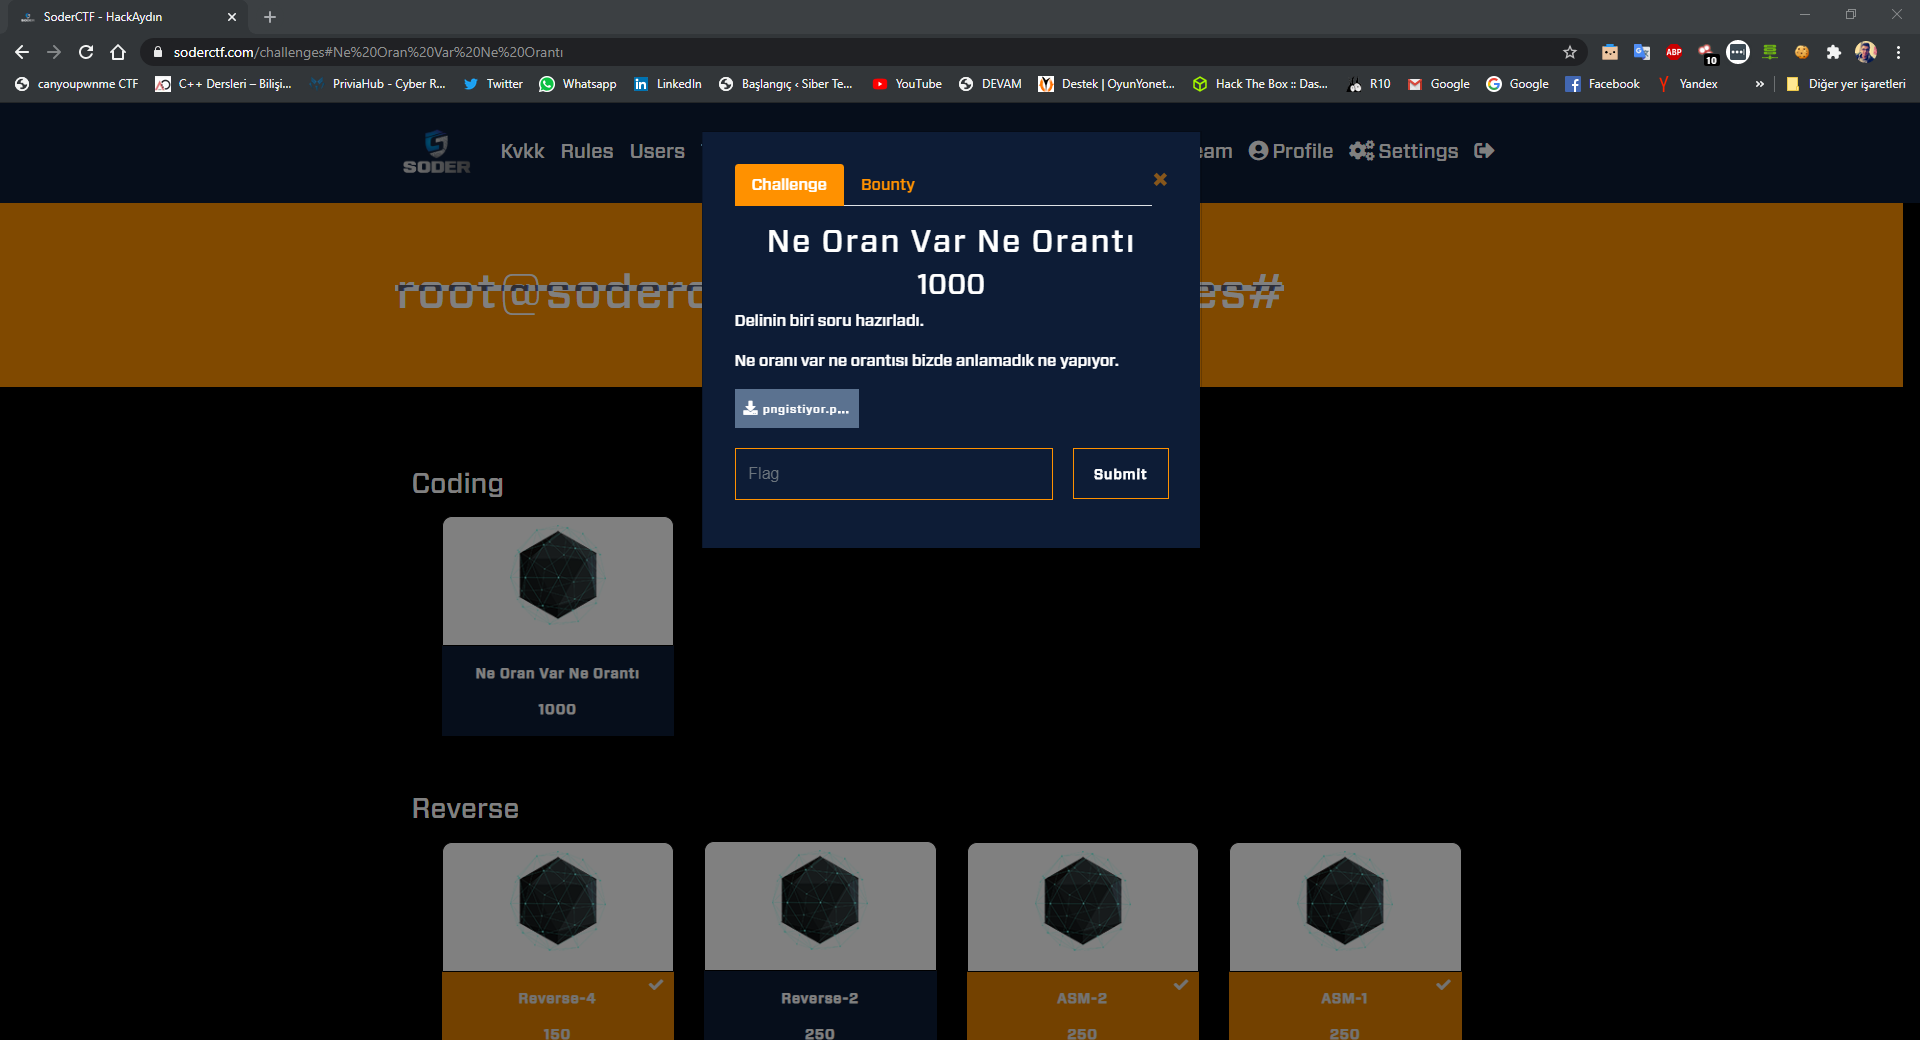 SoderCTF - HackAydın
soderctf.com/challenges#Ne%20Oran%20Var%20Ne%20Orantı
ABP
10
canyoupwnme CTF
C++ Dersleri – Bilişi...
PriviaHub - Cyber R...
Twitter
Whatsapp
LinkedIn
Başlangıç ‹ Siber Te...
YouTube
DEVAM
Destek | OyunYonet...
Hack The Box :: Das...
R10
Google
Google
Facebook
Yandex
»
Diğer yer işaretleri
SODER
Kvkk
Rules
Users
eam
Profile
Settings
Challenge
Bounty
Ne Oran Var Ne Orantı
1000
Delinin biri soru hazırladı.
Ne oranı var ne orantısı bizde anlamadık ne yapıyor.
pngistiyor.p...
Flag
Submit
root@soderc
es#
Coding
Ne Oran Var Ne Orantı
1000
Reverse
Reverse-4
150
Reverse-2
250
ASM-2
250
ASM-1
250